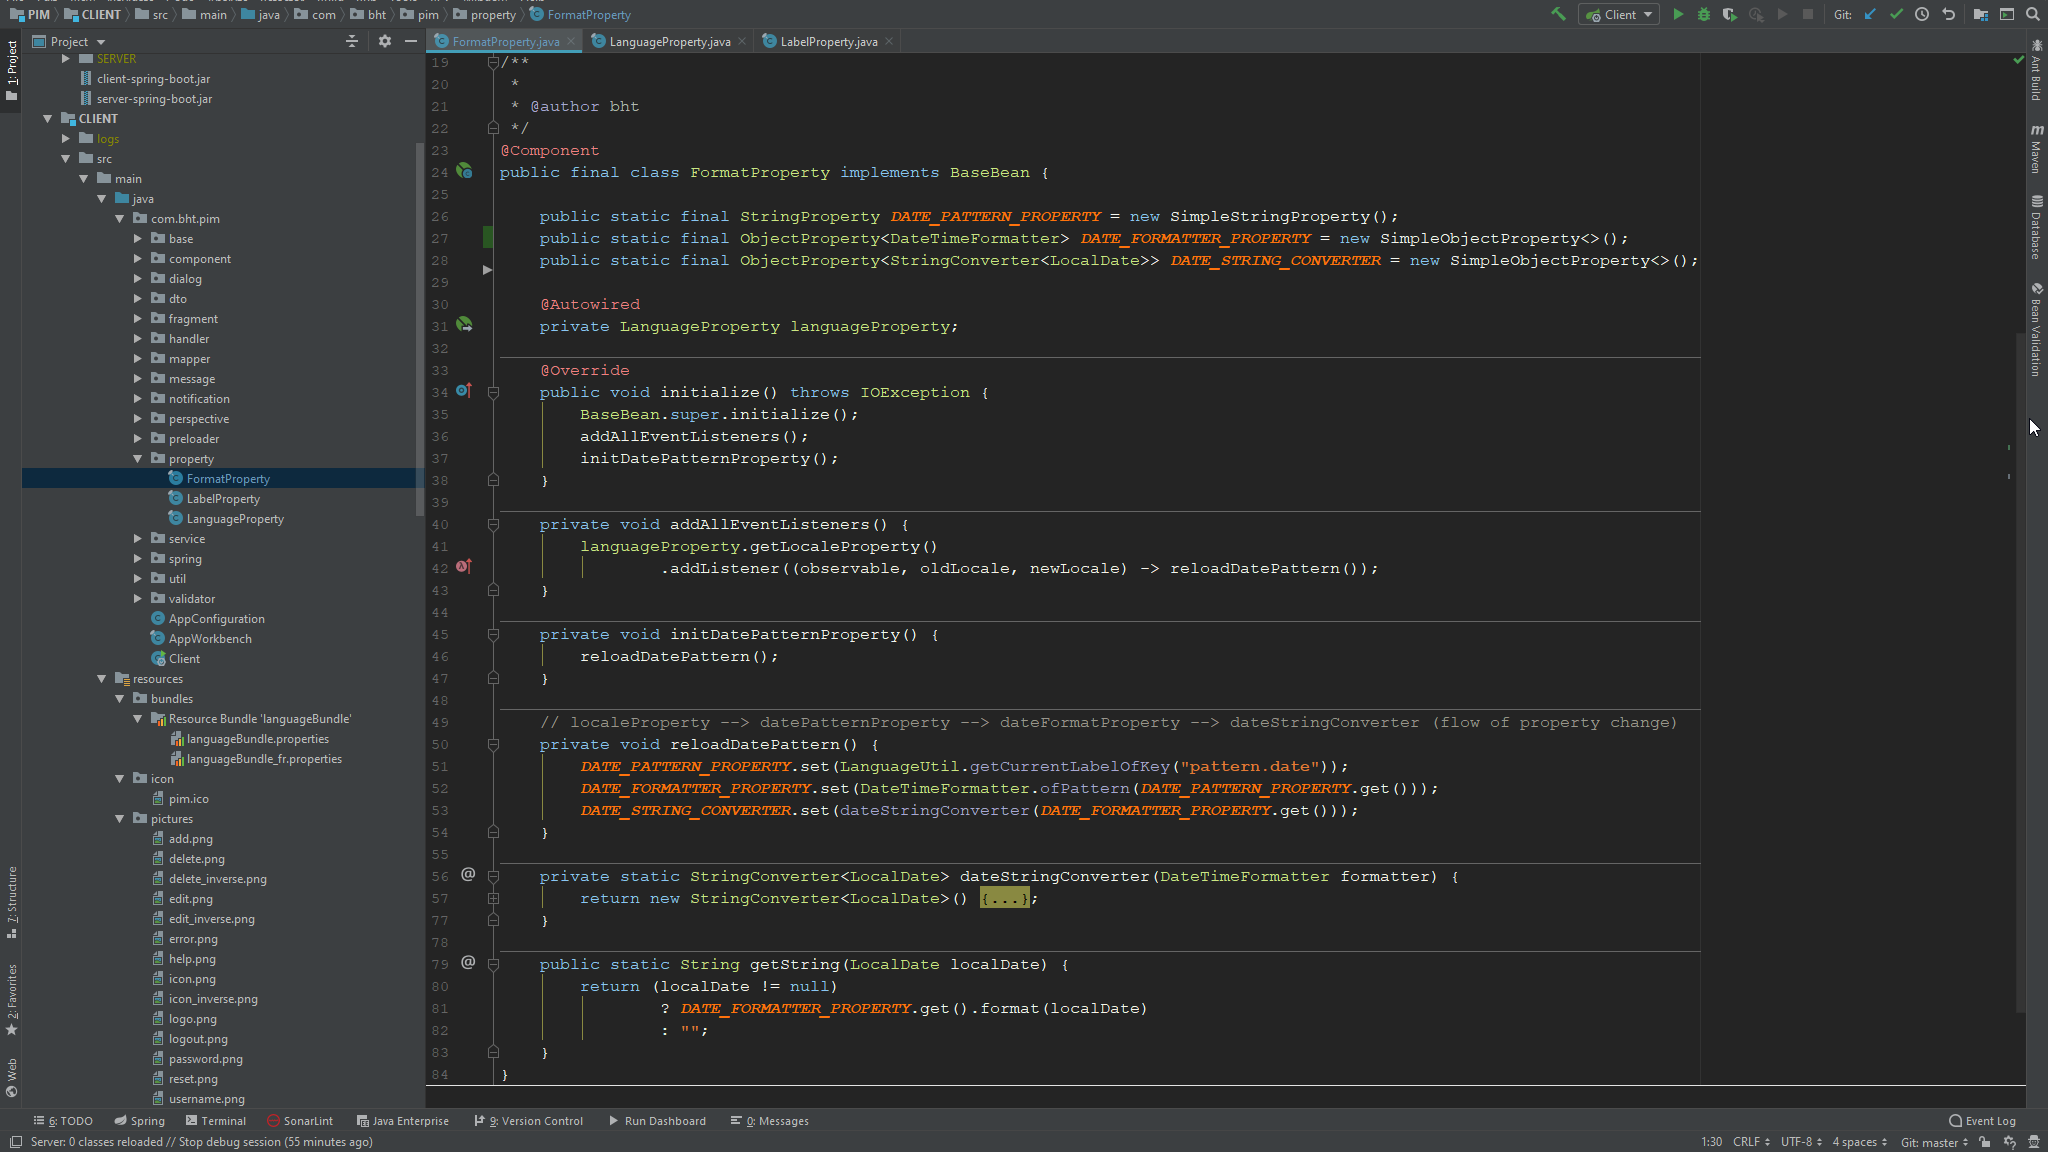 PIM CLIENT src main java com bht pim property FormatProperty
Client
Git:
Project
FormatProperty.java
LanguageProperty.java
LabelProperty.java
1: Project
7: Structure
2: Favorites
Web
SERVER
client-spring-boot.jar
server-spring-boot.jar
CLIENT
logs
src
main
java
com.bht.pim
base
component
dialog
dto
fragment
handler
mapper
message
notification
perspective
preloader
property
FormatProperty
LabelProperty
LanguageProperty
service
spring
util
validator
AppConfiguration
AppWorkbench
Client
resources
bundles
Resource Bundle 'languageBundle'
languageBundle.properties
languageBundle_fr.properties
icon
pim.ico
pictures
add.png
delete.png
delete_inverse.png
edit.png
edit_inverse.png
error.png
help.png
icon.png
icon_inverse.png
logo.png
logout.png
password.png
reset.png
username.png
19 /**
20 *
21 * @author bht
22 */
23 @Component
24 public final class FormatProperty implements BaseBean {
25
26 public static final StringProperty DATE_PATTERN_PROPERTY = new SimpleStringProperty();
27 public static final ObjectProperty<DateTimeFormatter> DATE_FORMATTER_PROPERTY = new SimpleObjectProperty<>();
28 public static final ObjectProperty<StringConverter<LocalDate>> DATE_STRING_CONVERTER = new SimpleObjectProperty<>();
29
30 @Autowired
31 private LanguageProperty languageProperty;
32
33 @Override
34 public void initialize() throws IOException {
35 BaseBean.super.initialize();
36 addAllEventListeners();
37 initDatePatternProperty();
38 }
39
40 private void addAllEventListeners() {
41 languageProperty.getLocaleProperty()
42 .addListener((observable, oldLocale, newLocale) -> reloadDatePattern());
43 }
44
45 private void initDatePatternProperty() {
46 reloadDatePattern();
47 }
48
49 // localeProperty --> datePatternProperty --> dateFormatProperty --> dateStringConverter (flow of property change)
50 private void reloadDatePattern() {
51 DATE_PATTERN_PROPERTY.set(LanguageUtil.getCurrentLabelOfKey("pattern.date"));
52 DATE_FORMATTER_PROPERTY.set(DateTimeFormatter.ofPattern(DATE_PATTERN_PROPERTY.get()));
53 DATE_STRING_CONVERTER.set(dateStringConverter(DATE_FORMATTER_PROPERTY.get()));
54 }
55
56 @ private static StringConverter<LocalDate> dateStringConverter(DateTimeFormatter formatter) {
57 return new StringConverter<LocalDate>() {...};
77 }
78
79 @ public static String getString(LocalDate localDate) {
80 return (localDate != null)
81 ? DATE_FORMATTER_PROPERTY.get().format(localDate)
82 : "";
83 }
84 }
Ant Build
Maven
Database
Bean Validation
6: TODO
Spring
Terminal
SonarLint
Java Enterprise
9: Version Control
Run Dashboard
0: Messages
Event Log
Server: 0 classes reloaded // Stop debug session (55 minutes ago)
1:30 CRLF UTF-8 4 spaces Git: master